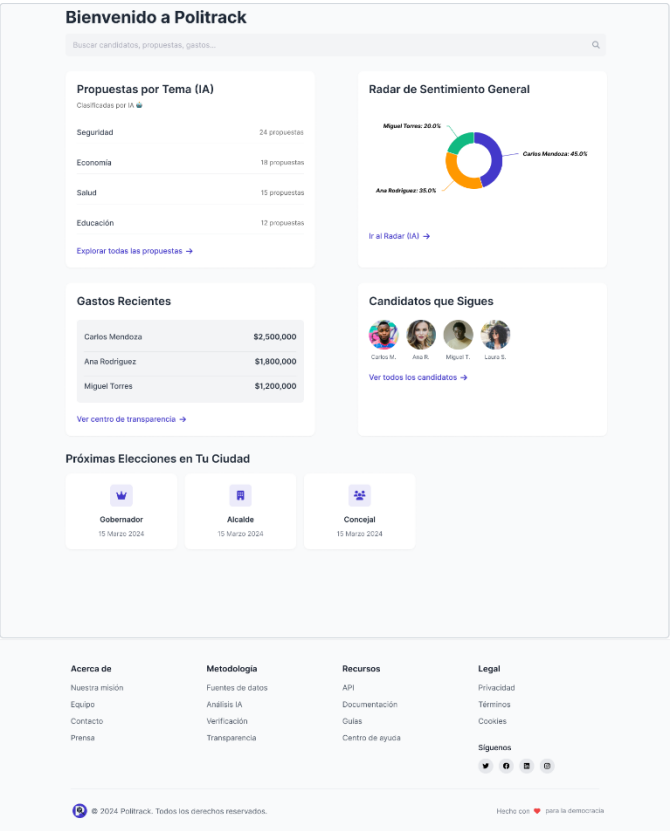 Bienvenido a Politrack
Buscar candidatos, propuestas, gastos...
Propuestas por Tema (IA)
Clasificadas por IA
Seguridad 24 propuestas
Economía 18 propuestas
Salud 15 propuestas
Educación 12 propuestas
Explorar todas las propuestas →
Radar de Sentimiento General
Miguel Torres: 20.0%
Carlos Mendoza: 45.0%
Ana Rodriguez: 35.0%
Ir al Radar (IA) →
Gastos Recientes
Carlos Mendoza $2,500,000
Ana Rodriguez $1,800,000
Miguel Torres $1,200,000
Ver centro de transparencia →
Candidatos que Sigues
Carlos M. Ana R. Miguel T. Laura S.
Ver todos los candidatos →
Próximas Elecciones en Tu Ciudad
Gobernador
15 Marzo 2024
Alcalde
15 Marzo 2024
Concejal
15 Marzo 2024
Acerca de
Nuestra misión
Equipo
Contacto
Prensa
Metodología
Fuentes de datos
Análisis IA
Verificación
Transparencia
Recursos
API
Documentación
Guías
Centro de ayuda
Legal
Privacidad
Términos
Cookies
Síguenos
© 2024 Politrack. Todos los derechos reservados.
Hecho con ❤ para la democracia